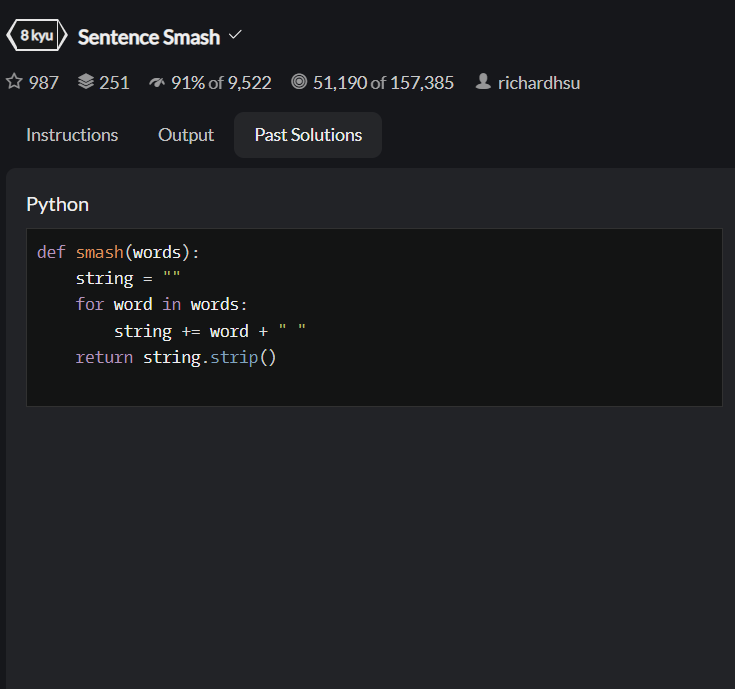 8 kyu Sentence Smash
987 251 91% of 9,522 51,190 of 157,385 richardhsu
Instructions Output Past Solutions
Python
def smash(words):
    string = ""
    for word in words:
        string += word + " "
    return string.strip()